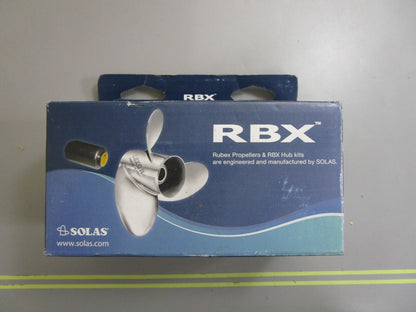 RBX
RBX™
Rubex Propellers & RBX Hub kits
are engineered and manufactured by SOLAS.
SOLAS®
www.solas.com